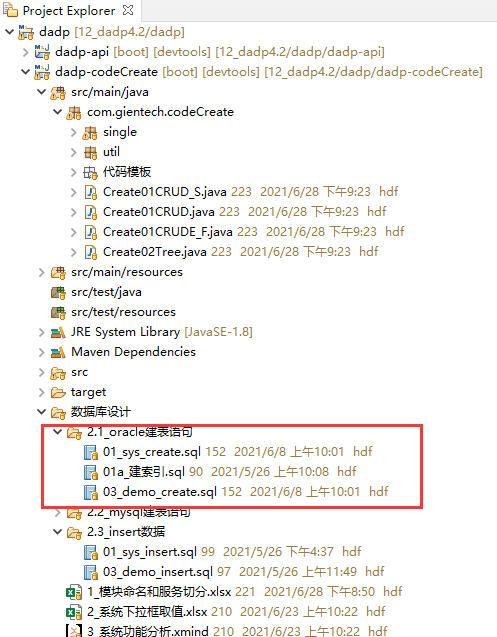 Project Explorer
dadp [12_dadp4.2/dadp]
dadp-api [boot] [devtools] [12_dadp4.2/dadp/dadp-api]
dadp-codeCreate [boot] [devtools] [12_dadp4.2/dadp/dadp-codeCreate]
src/main/java
com.gientech.codeCreate
single
util
代码模板
Create01CRUD_S.java 223 2021/6/28 下午9:23 hdf
Create01CRUD.java 223 2021/6/28 下午9:23 hdf
Create01CRUDE_F.java 223 2021/6/28 下午9:23 hdf
Create02Tree.java 223 2021/6/28 下午9:23 hdf
src/main/resources
src/test/java
src/test/resources
JRE System Library [JavaSE-1.8]
Maven Dependencies
src
target
数据库设计
2.1_oracle建表语句
01_sys_create.sql 152 2021/6/8 上午10:01 hdf
01a_建索引.sql 90 2021/5/26 上午10:08 hdf
03_demo_create.sql 152 2021/6/8 上午10:01 hdf
2.2_mysql建表语句
2.3_insert数据
01_sys_insert.sql 99 2021/5/26 下午4:37 hdf
03_demo_insert.sql 97 2021/5/26 上午11:49 hdf
1_模块命名和服务切分.xlsx 221 2021/6/28 下午8:50 hdf
2_系统下拉框取值.xlsx 210 2021/6/23 上午10:22 hdf
3_系统功能分析.xmind 210 2021/6/23 上午10:22 hdf